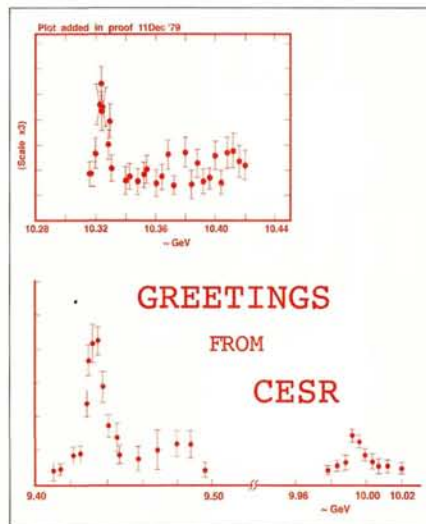 Plot added in proof 11Dec '79
(Scale x3)
10.28 10.32 10.36 10.40 10.44
~ GeV
GREETINGS
FROM
CESR
9.40 9.50 9.96 10.00 10.02
~ GeV